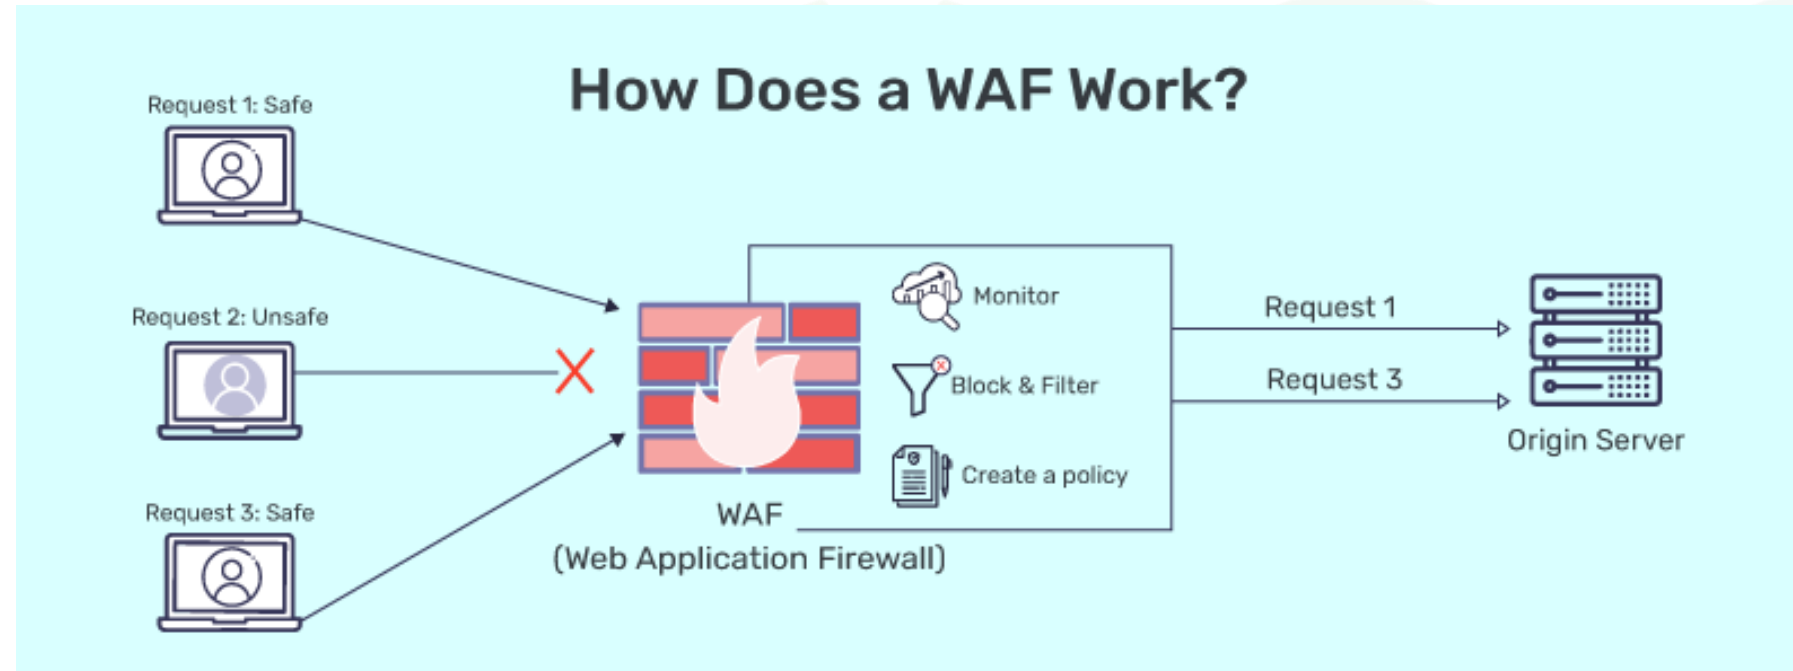 How Does a WAF Work?
Request 1: Safe
Request 2: Unsafe
Request 3: Safe
WAF
(Web Application Firewall)
Monitor
Block & Filter
Create a policy
Request 1
Request 3
Origin Server